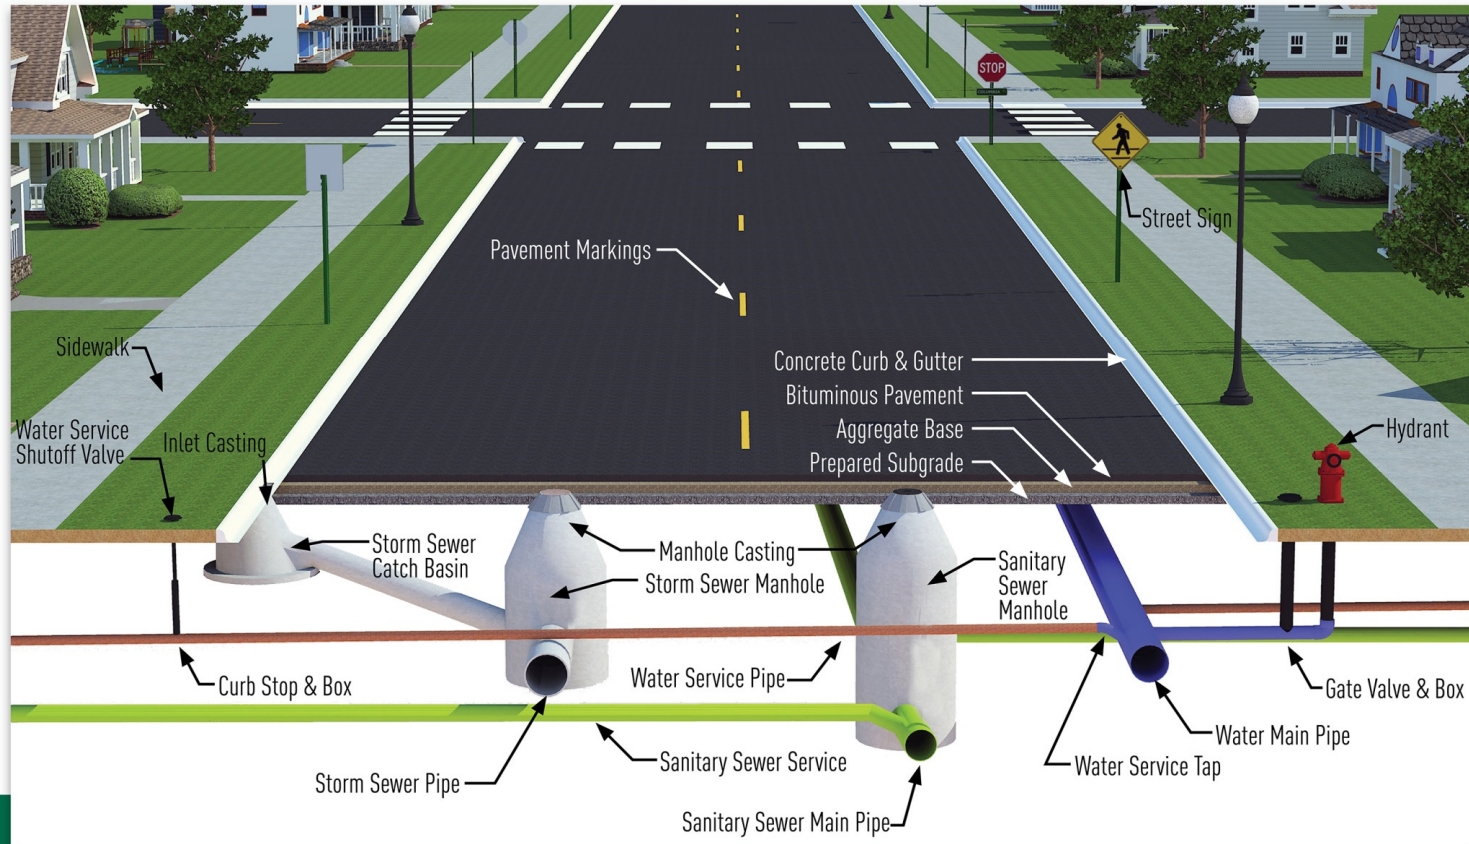 STOP
Street Sign
Pavement Markings
Sidewalk
Concrete Curb & Gutter
Bituminous Pavement
Aggregate Base
Prepared Subgrade
Water Service
Shutoff Valve
Inlet Casting
Hydrant
Storm Sewer
Catch Basin
Manhole Casting
Storm Sewer Manhole
Sanitary
Sewer
Manhole
Curb Stop & Box
Water Service Pipe
Gate Valve & Box
Water Main Pipe
Sanitary Sewer Service
Water Service Tap
Storm Sewer Pipe
Sanitary Sewer Main Pipe